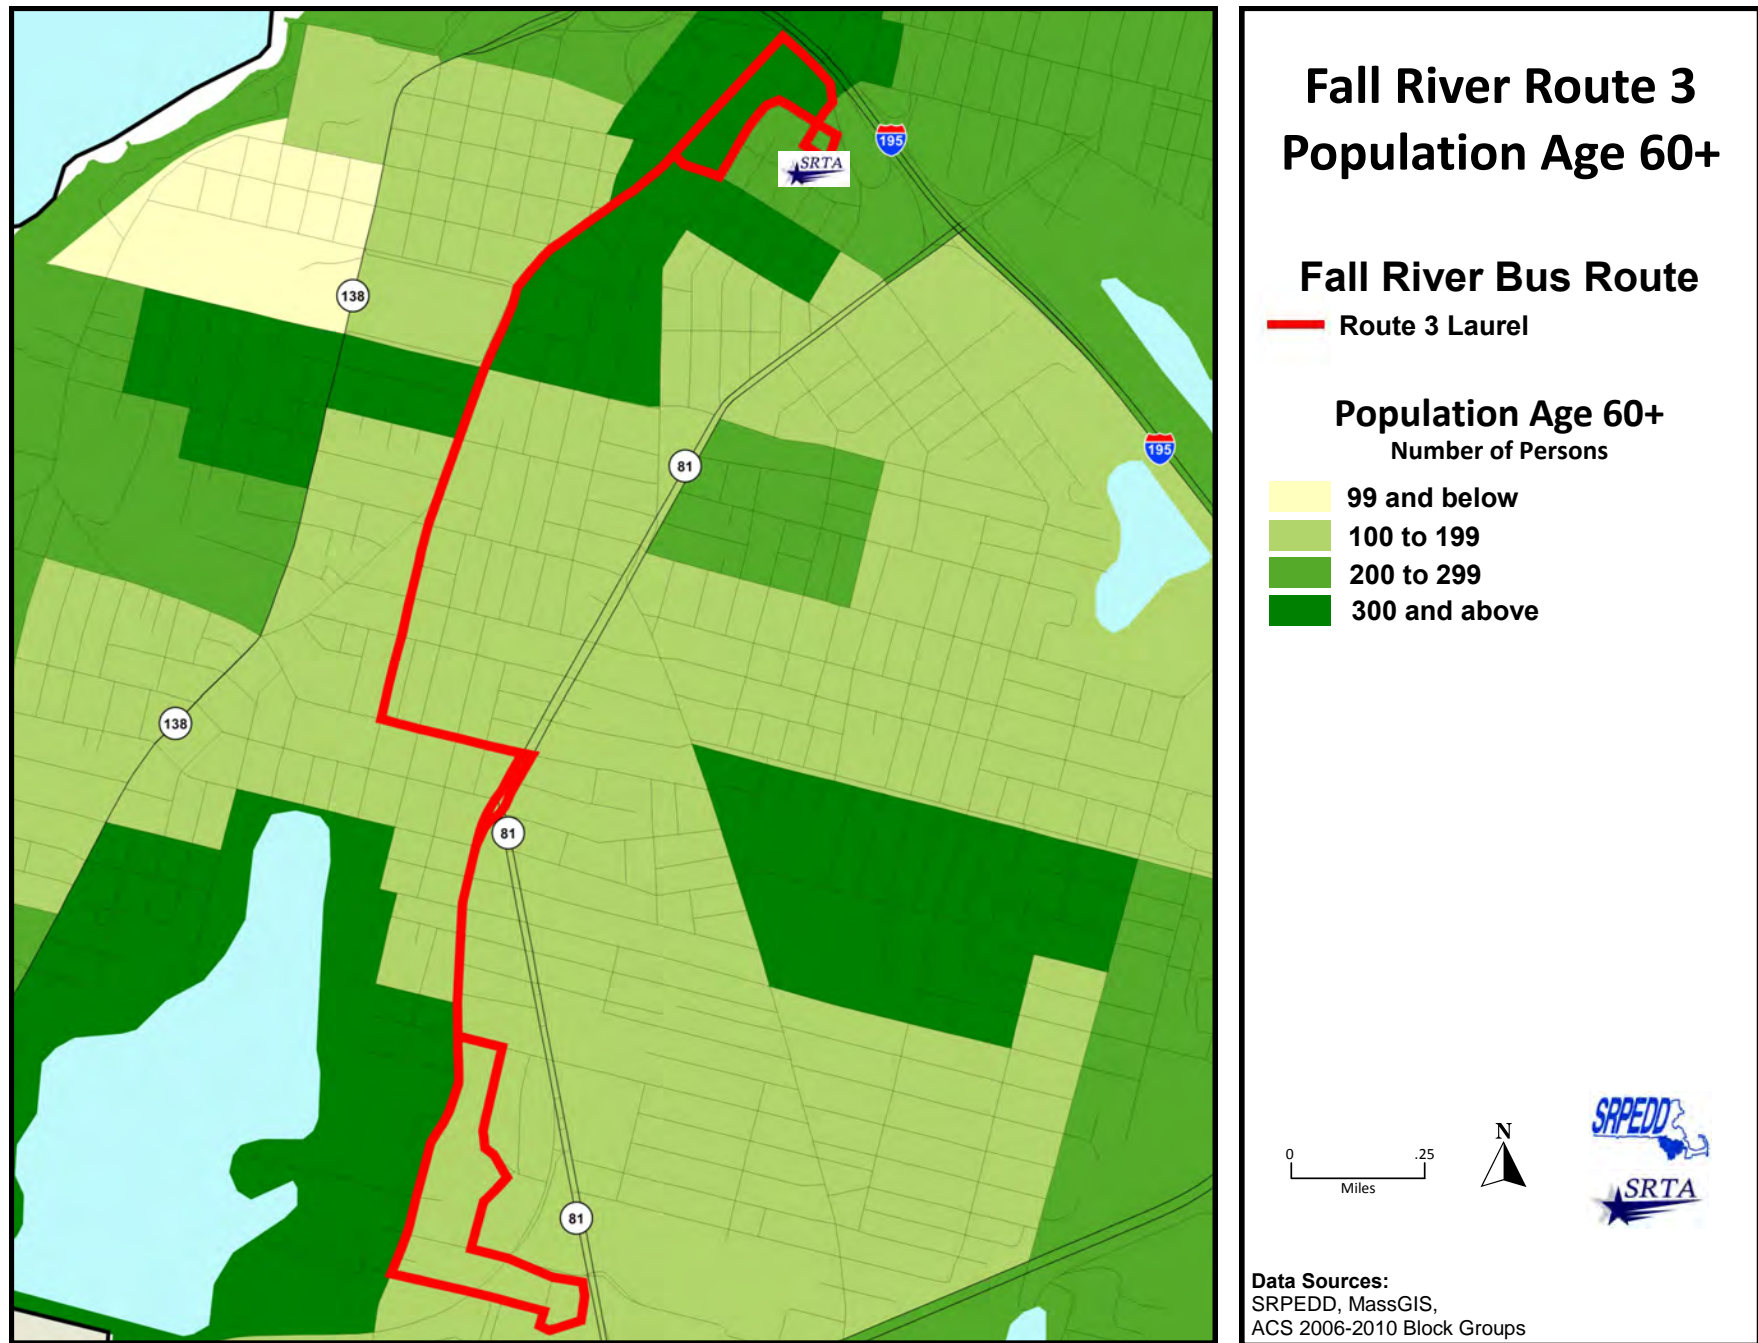 Fall River Route 3
Population Age 60+
Fall River Bus Route
Route 3 Laurel
Population Age 60+
Number of Persons
99 and below
100 to 199
200 to 299
300 and above
195
SRTA
138
81
195
138
81
81
0 .25
Miles
N
SRPEDD
SRTA
Data Sources:
SRPEDD, MassGIS,
ACS 2006-2010 Block Groups